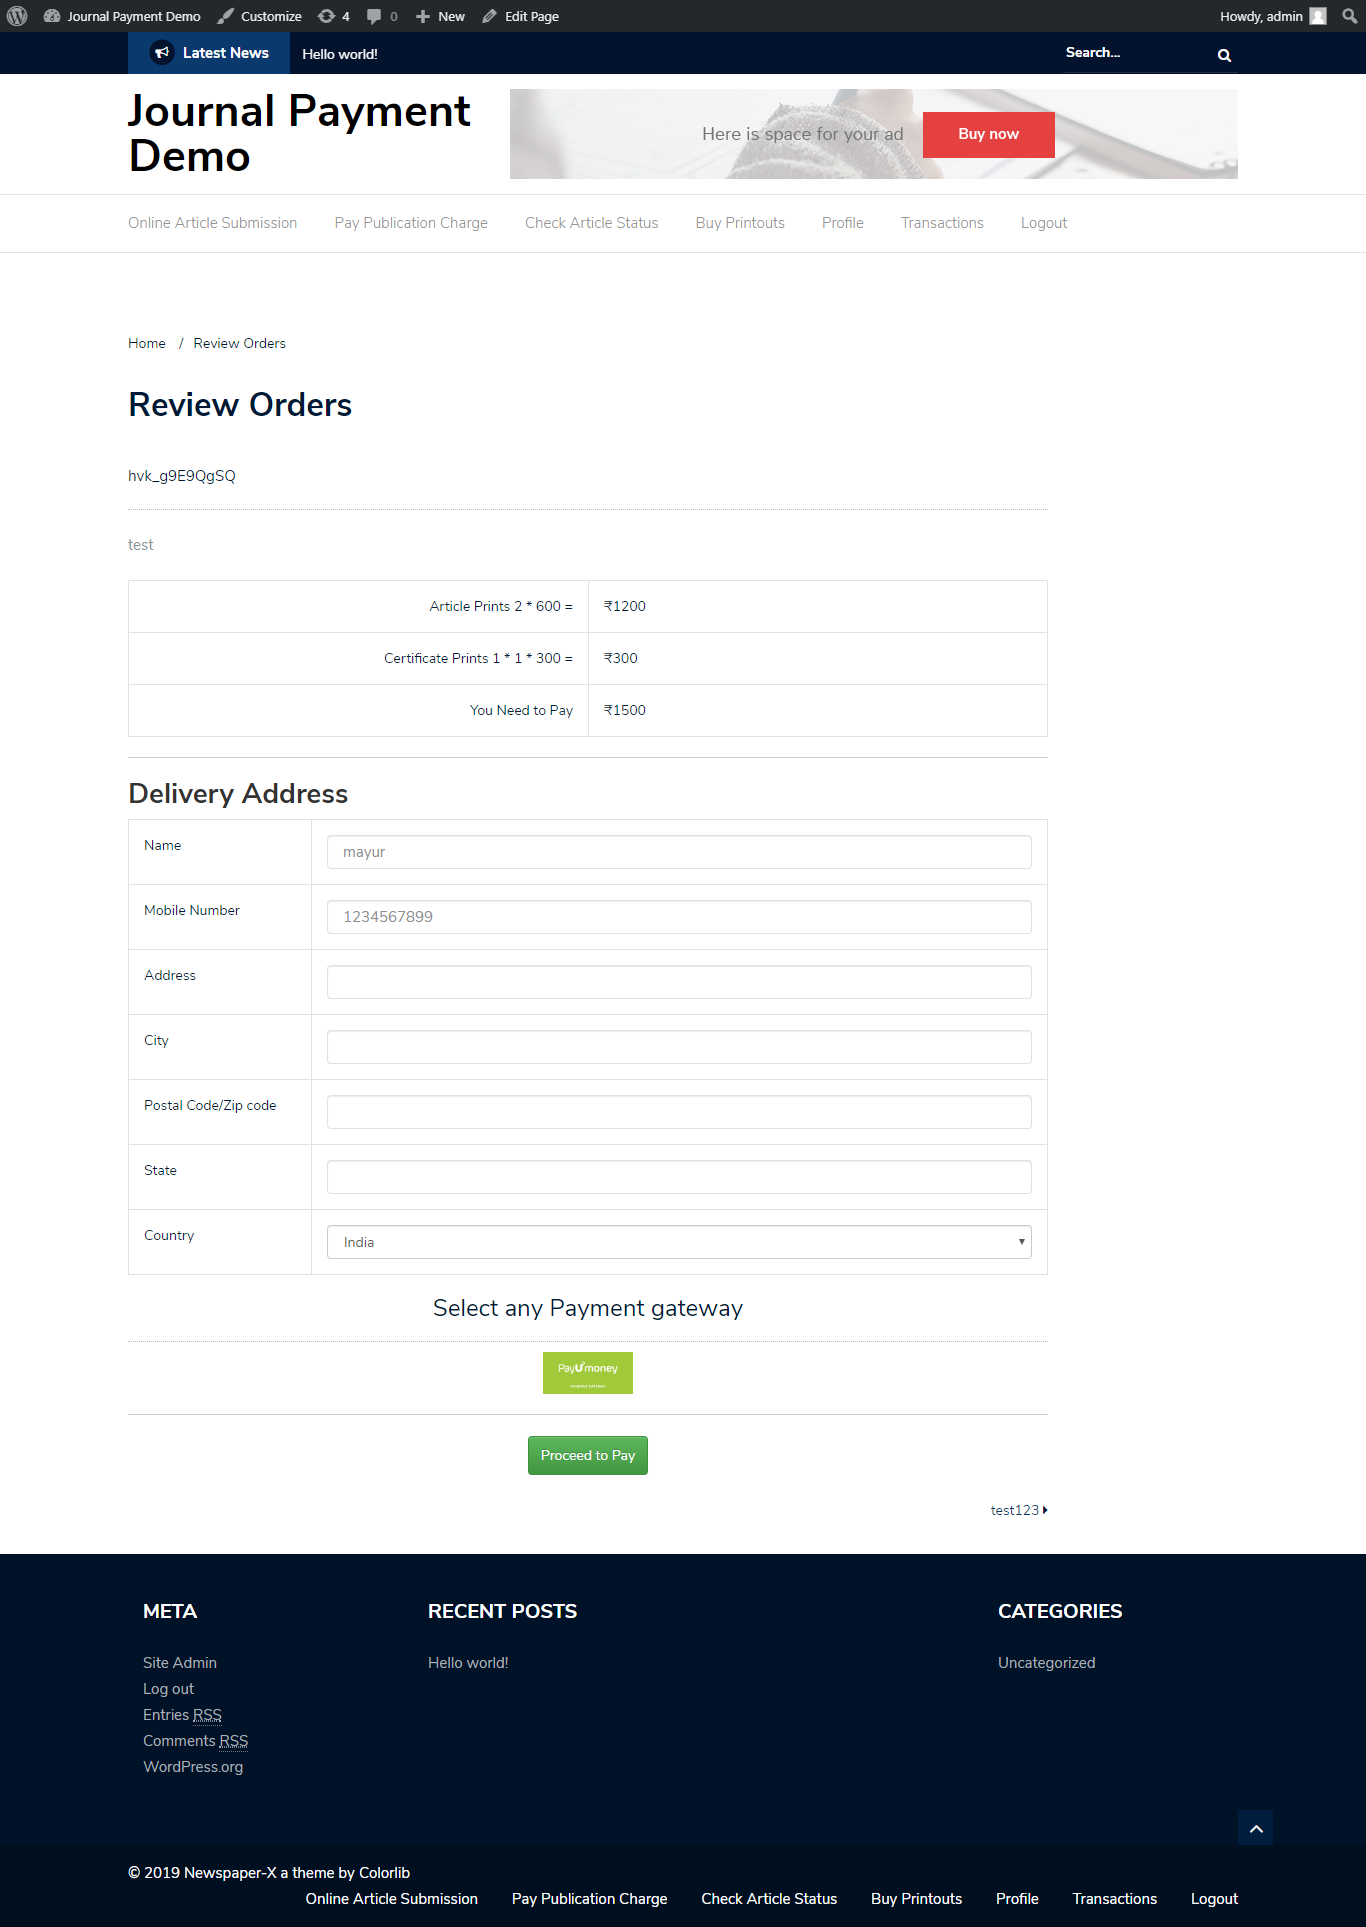 Journal Payment Demo Customize 4 0 New Edit Page Howdy, admin
Latest News Hello world! Search...
Journal Payment
Demo
Here is space for your ad Buy now
Online Article Submission Pay Publication Charge Check Article Status Buy Printouts Profile Transactions Logout
Home / Review Orders
Review Orders
hvk_g9E9QgSQ
test
Article Prints 2 * 600 = ₹1200
Certificate Prints 1 * 1 * 300 = ₹300
You Need to Pay ₹1500
Delivery Address
Name mayur
Mobile Number 1234567899
Address
City
Postal Code/Zip code
State
Country India
Select any Payment gateway
PayUmoney
Proceed to Pay
test123
META
Site Admin
Log out
Entries RSS
Comments RSS
WordPress.org
RECENT POSTS
Hello world!
CATEGORIES
Uncategorized
© 2019 Newspaper-X a theme by Colorlib
Online Article Submission Pay Publication Charge Check Article Status Buy Printouts Profile Transactions Logout